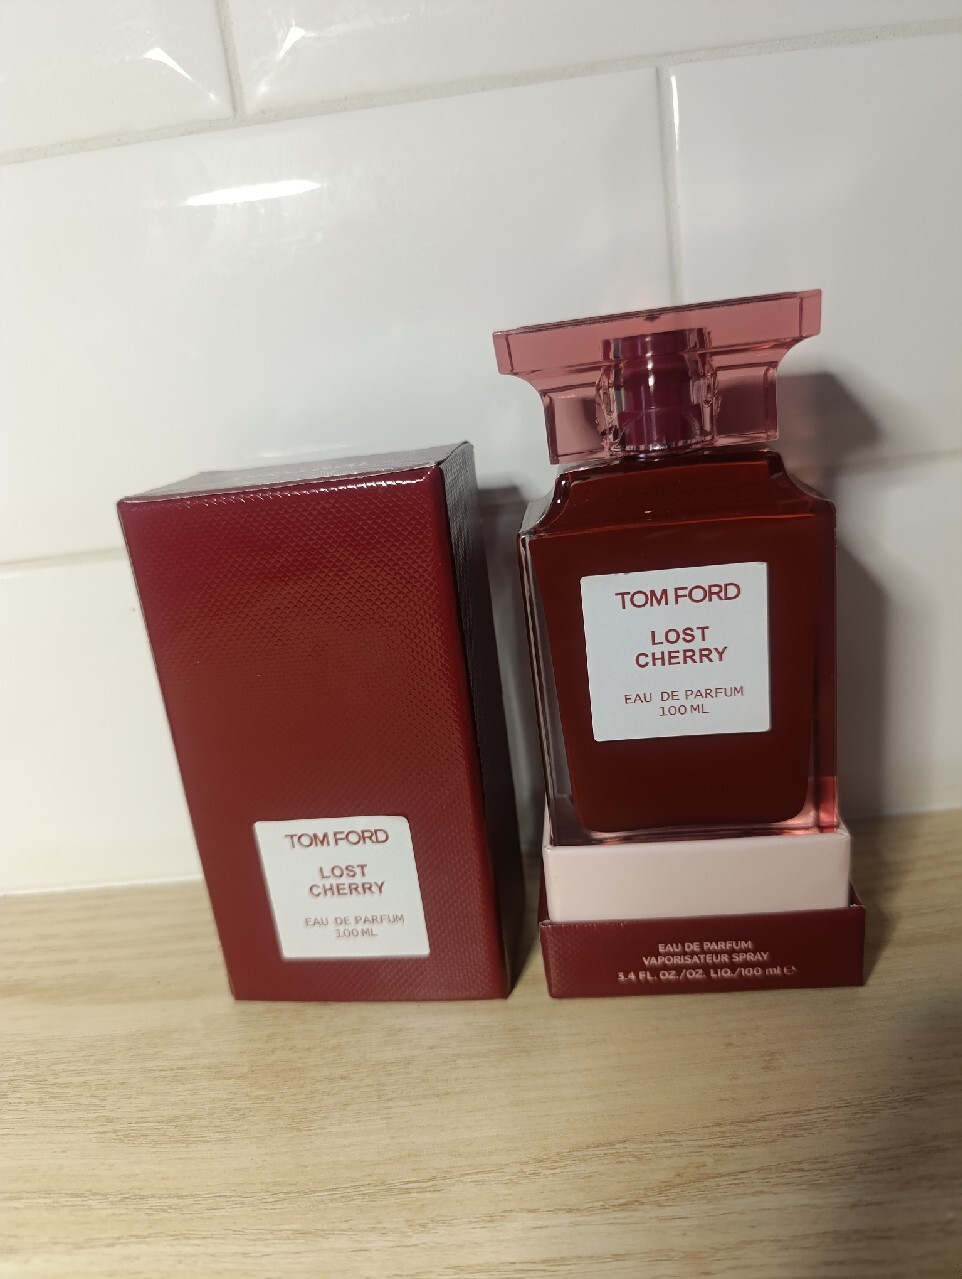 TOM FORD
LOST
CHERRY
EAU DE PARFUM
100 ML
TOM FORD
LOST
CHERRY
EAU DE PARFUM
100 ML
EAU DE PARFUM
VAPORISATEUR SPRAY
3.4 FL. OZ./OZ. LIQ./100 ml ℮